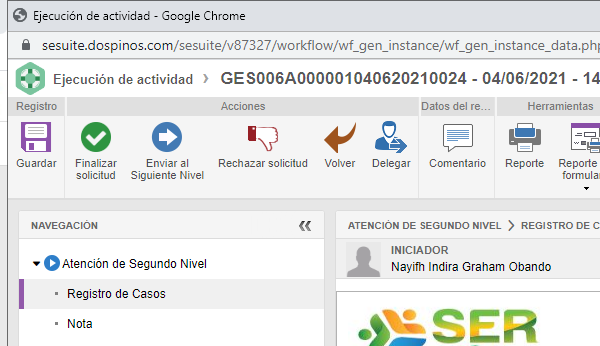 Ejecución de actividad - Google Chrome
sesuite.dospinos.com/sesuite/v87327/workflow/wf_gen_instance/wf_gen_instance_data.php
Ejecución de actividad > GES006A000001040620210024 - 04/06/2021 - 14
Registro Acciones Datos del re... Herramientas
Guardar Finalizar solicitud Enviar al Siguiente Nivel Rechazar solicitud Volver Delegar Comentario Reporte Reporte formular
NAVEGACIÓN
Atención de Segundo Nivel
Registro de Casos
Nota
ATENCIÓN DE SEGUNDO NIVEL > REGISTRO DE C
INICIADOR
Nayifh Indira Graham Obando
SER